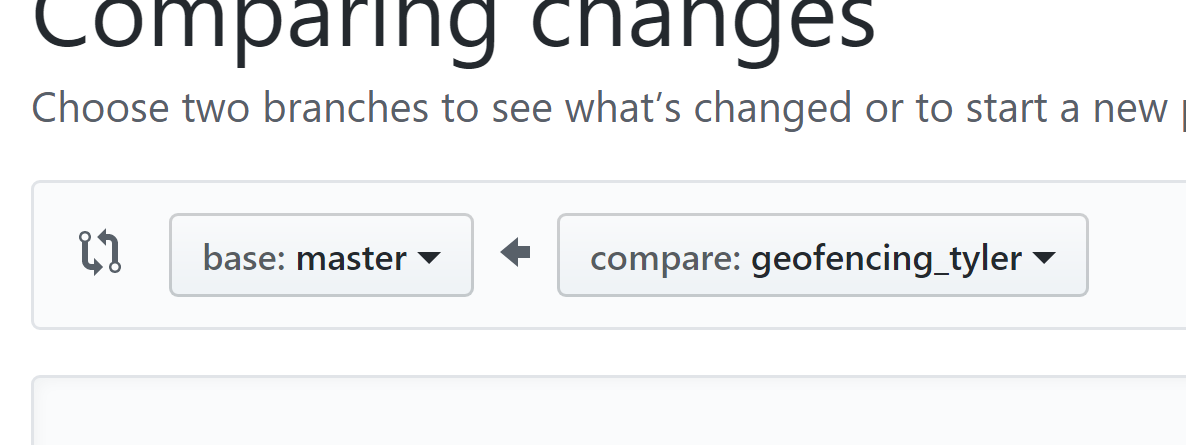 Comparing changes
Choose two branches to see what’s changed or to start a new
base: master compare: geofencing_tyler